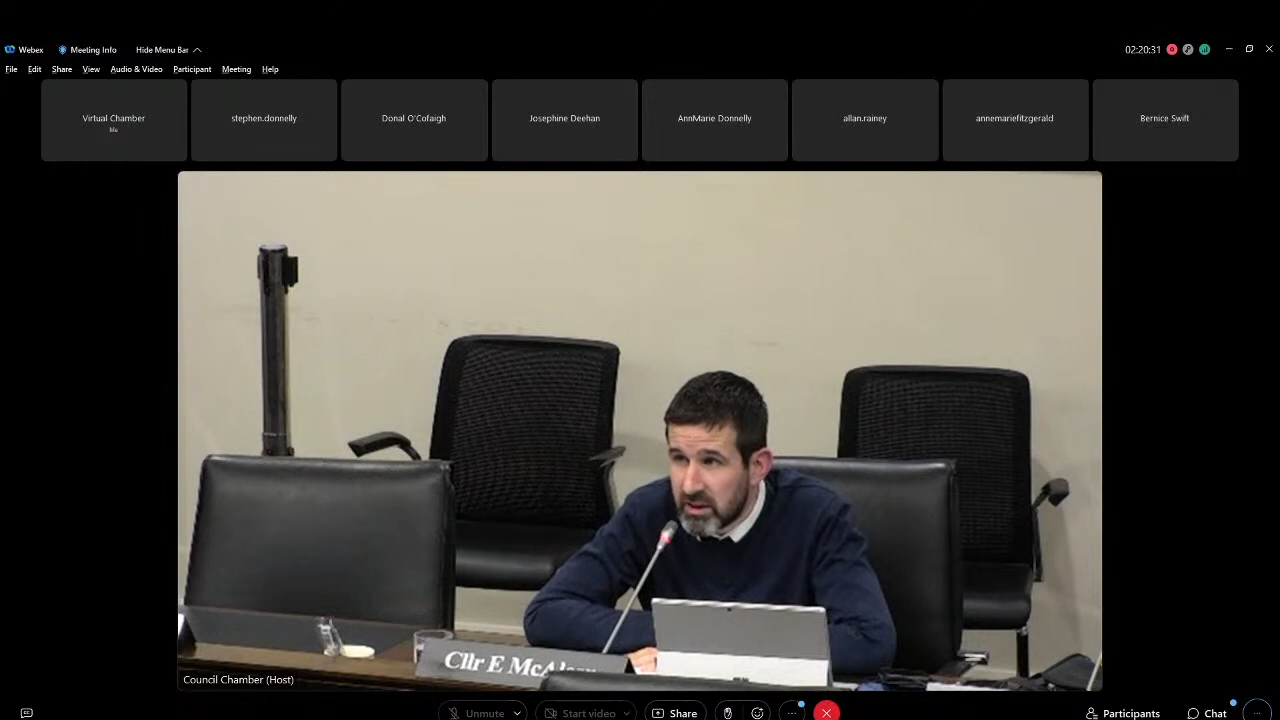 Webex Meeting Info Hide Menu Bar 02:20:31
File Edit Share View Audio & Video Participant Meeting Help
Virtual Chamber stephen.donnelly Donal O'Cofaigh Josephine Deehan AnnMarie Donnelly allan.rainey annemariefitzgerald Bernice Swift
Me
Cllr E
Council Chamber (Host)
Unmute Start video Share Participants Chat